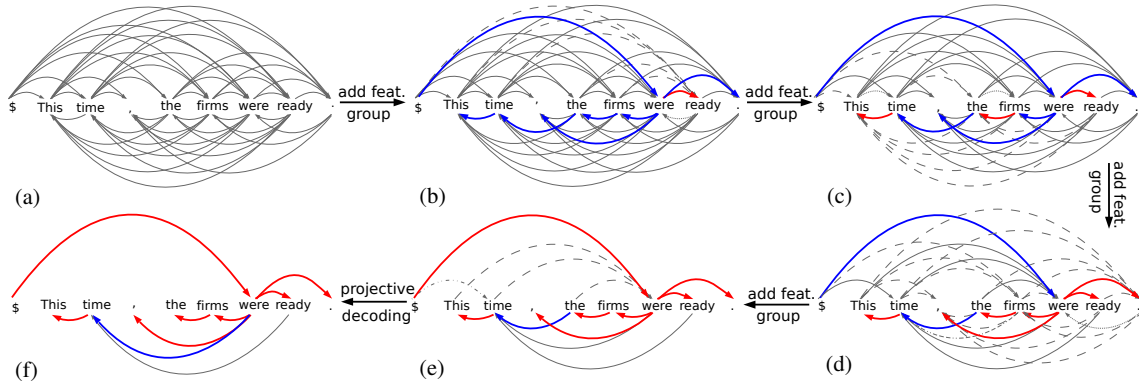 $ This time , the firms were ready .
(a)
add feat.
group
$ This time , the firms were ready .
(b)
add feat.
group
$ This time , the firms were ready .
(c)
add feat.
group
$ This time , the firms were ready .
(d)
add feat.
group
$ This time , the firms were ready .
(e)
projective
decoding
$ This time , the firms were ready .
(f)